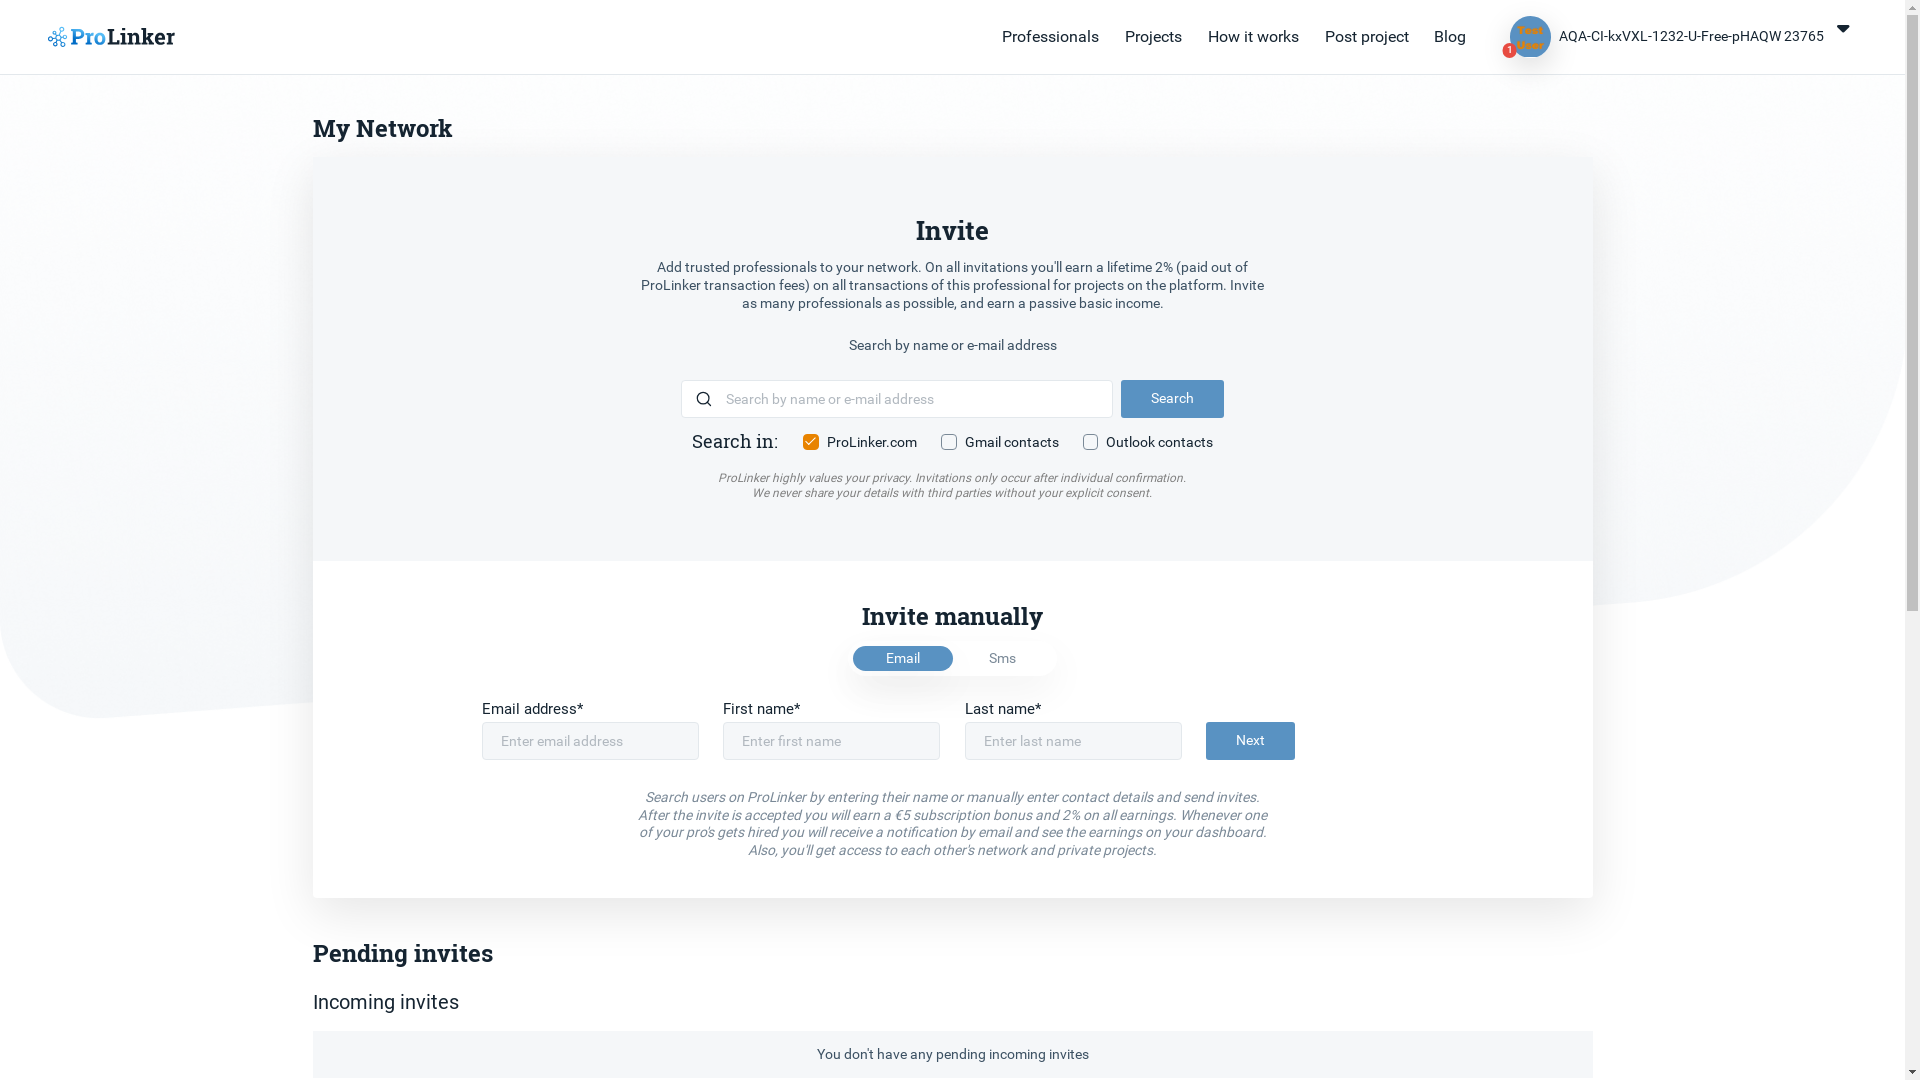 ProLinker
Professionals
Projects
How it works
Post project
Blog
Test
User
1
AQA-CI-kxVXL-1232-U-Free-pHAQW 23765
My Network
Invite
Add trusted professionals to your network. On all invitations you'll earn a lifetime 2% (paid out of
ProLinker transaction fees) on all transactions of this professional for projects on the platform. Invite
as many professionals as possible, and earn a passive basic income.
Search by name or e-mail address
Search by name or e-mail address
Search
Search in:
ProLinker.com
Gmail contacts
Outlook contacts
ProLinker highly values your privacy. Invitations only occur after individual confirmation.
We never share your details with third parties without your explicit consent.
Invite manually
Email
Sms
Email address*
First name*
Last name*
Enter email address
Enter first name
Enter last name
Next
Search users on ProLinker by entering their name or manually enter contact details and send invites.
After the invite is accepted you will earn a €5 subscription bonus and 2% on all earnings. Whenever one
of your pro's gets hired you will receive a notification by email and see the earnings on your dashboard.
Also, you'll get access to each other's network and private projects.
Pending invites
Incoming invites
You don't have any pending incoming invites